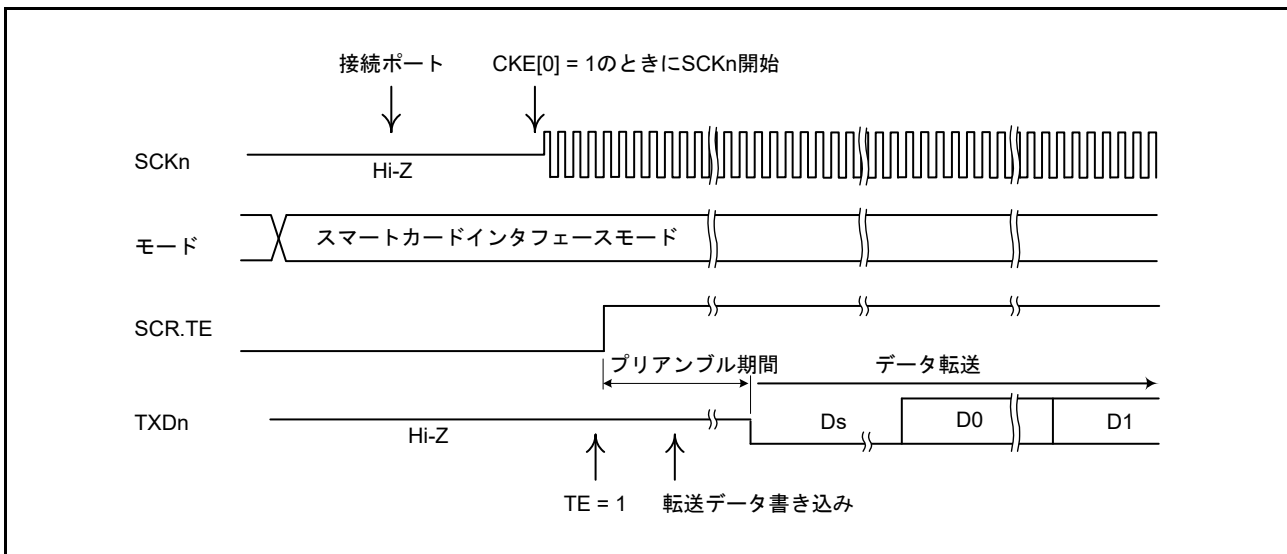 接続ポート CKE[0] = 1のときにSCKn開始
SCKn
Hi-Z
モード スマートカードインタフェースモード
SCR.TE
プリアンブル期間 データ転送
TXDn
Hi-Z
Ds D0 D1
TE = 1 転送データ書き込み